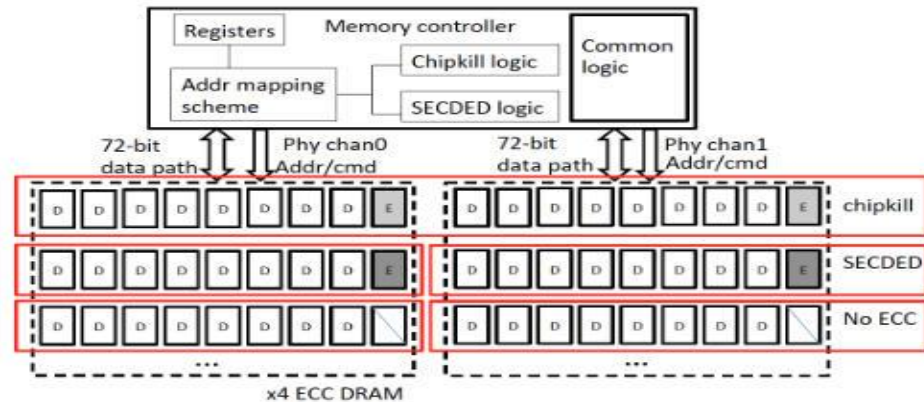 Registers
Memory controller
Addr mapping
scheme
Chipkill logic
SECDED logic
Common
logic
72-bit
data path
Phy chan0
Addr/cmd
72-bit
data path
Phy chan1
Addr/cmd
D D D D D D D D E
D D D D D D D D E
chipkill
D D D D D D D D E
D D D D D D D D E
SECDED
D D D D D D D D
D D D D D D D D
No ECC
...
...
x4 ECC DRAM